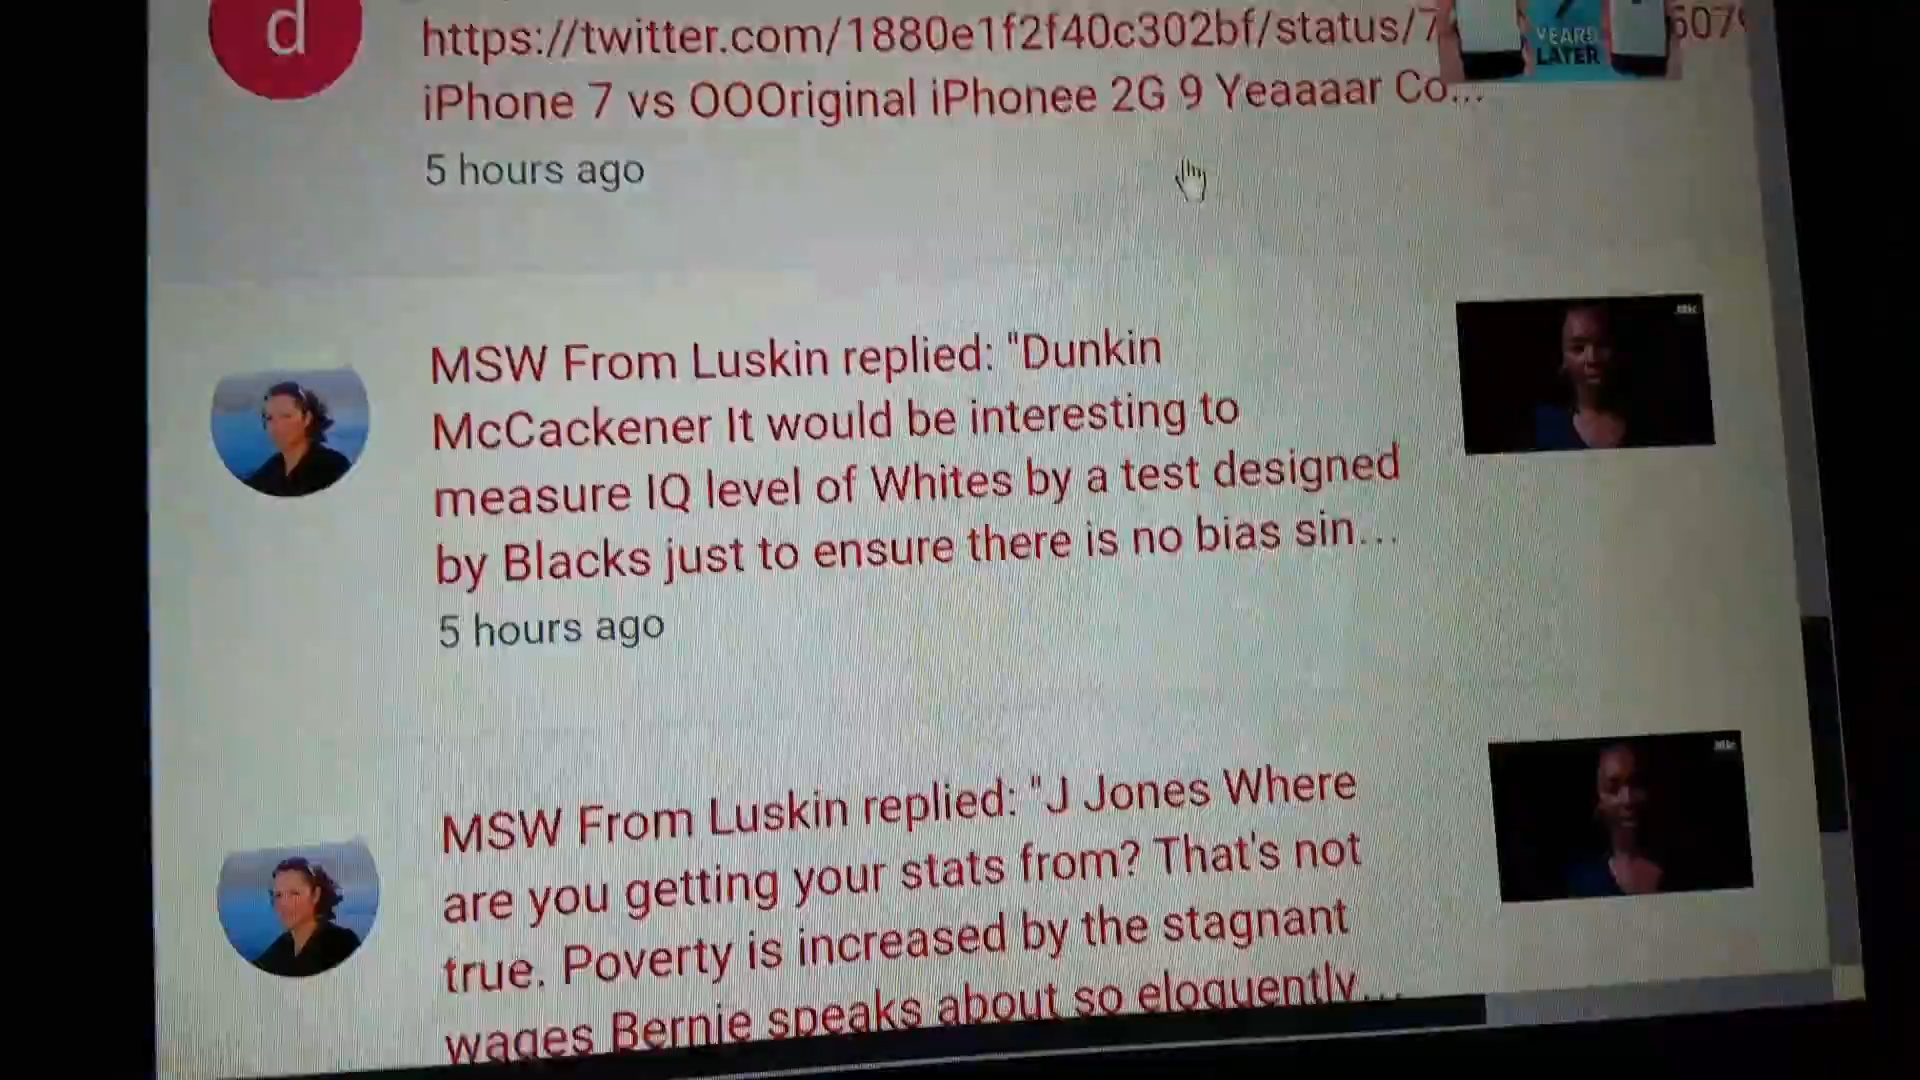 d
https://twitter.com/1880e1f2f40c302bf/status/7
YEARS
LATER
iPhone 7 vs OOOriginal iPhonee 2G 9 Yeaaaar Co...
5 hours ago
MSW From Luskin replied: "Dunkin
McCackener It would be interesting to
measure IQ level of Whites by a test designed
by Blacks just to ensure there is no bias sin...
5 hours ago
MSW From Luskin replied: "J Jones Where
are you getting your stats from? That's not
true. Poverty is increased by the stagnant
wages Bernie speaks about so eloquently...